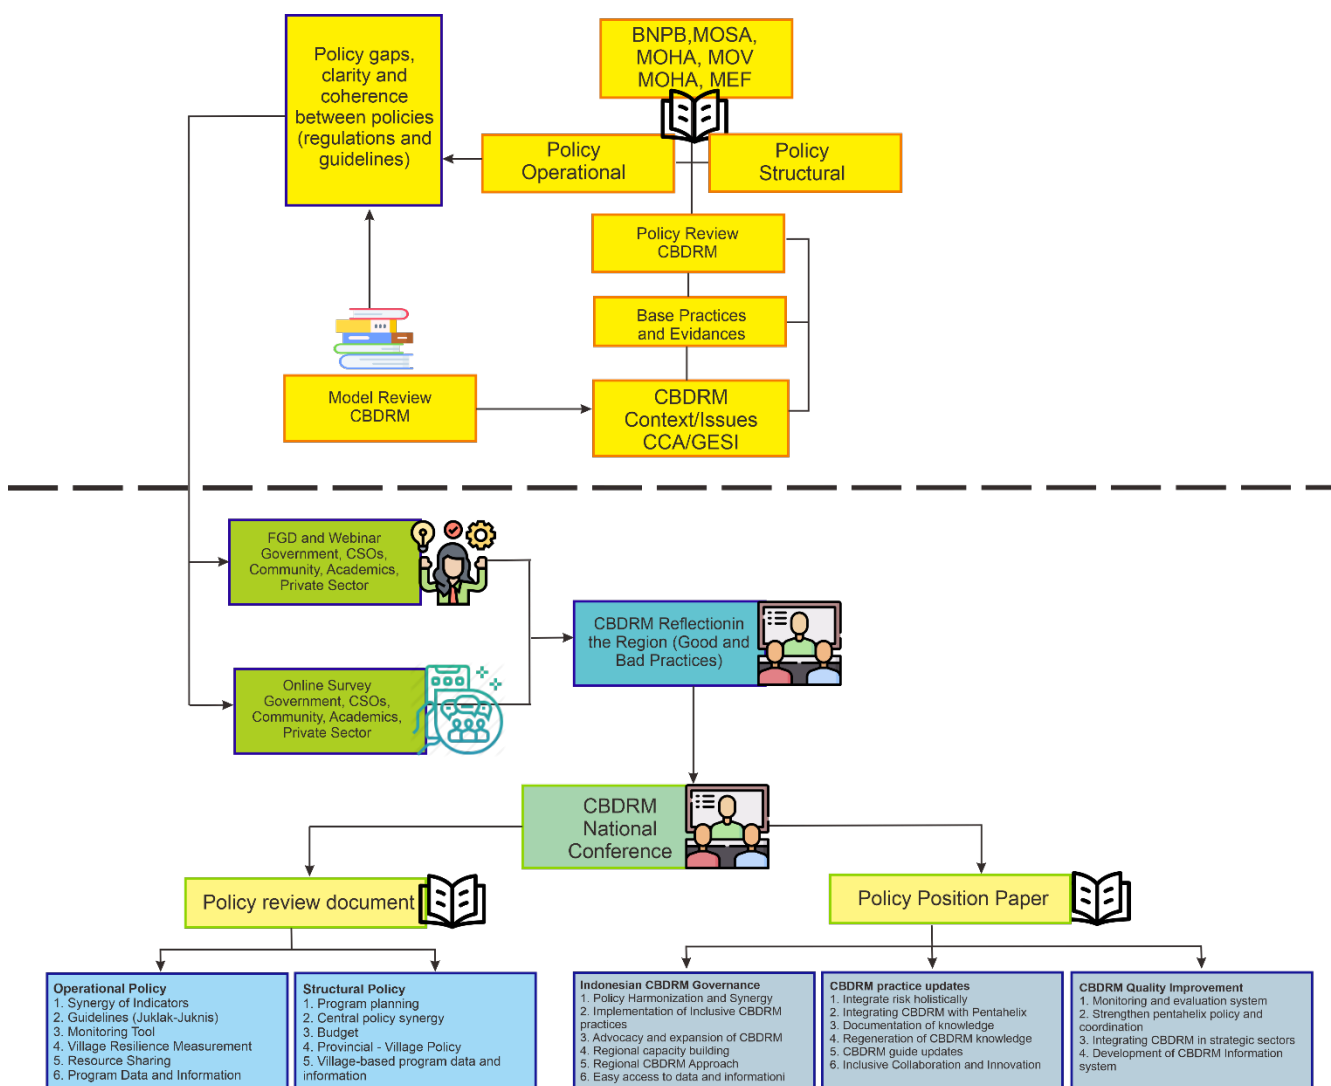 BNPB,MOSA,
MOHA, MOV
MOHA, MEF
Policy gaps,
clarity and
coherence
between policies
(regulations and
guidelines)
Policy
Operational
Policy
Structural
Policy Review
CBDRM
Base Practices
and Evidances
Model Review
CBDRM
CBDRM
Context/Issues
CCA/GESI
FGD and Webinar
Government, CSOs,
Community, Academics,
Private Sector
CBDRM Reflectionin
the Region (Good and
Bad Practices)
Online Survey
Government, CSOs,
Community, Academics,
Private Sector
CBDRM
National
Conference
Policy review document
Policy Position Paper
Operational Policy
1. Synergy of Indicators
2. Guidelines (Juklak-Juknis)
3. Monitoring Tool
4. Village Resilience Measurement
5. Resource Sharing
6. Program Data and Information
Structural Policy
1. Program planning
2. Central policy synergy
3. Budget
4. Provincial - Village Policy
5. Village-based program data and
information
Indonesian CBDRM Governance
1. Policy Harmonization and Synergy
2. Implementation of Inclusive CBDRM
practices
3. Advocacy and expansion of CBDRM
4. Regional capacity building
5. Regional CBDRM Approach
6. Easy access to data and informationi
CBDRM practice updates
1. Integrate risk holistically
2. Integrating CBDRM with Pentahelix
3. Documentation of knowledge
4. Regeneration of CBDRM knowledge
5. CBDRM guide updates
6. Inclusive Collaboration and Innovation
CBDRM Quality Improvement
1. Monitoring and evaluation system
2. Strengthen pentahelix policy and
coordination
3. Integrating CBDRM in strategic sectors
4. Development of CBDRM Information
system